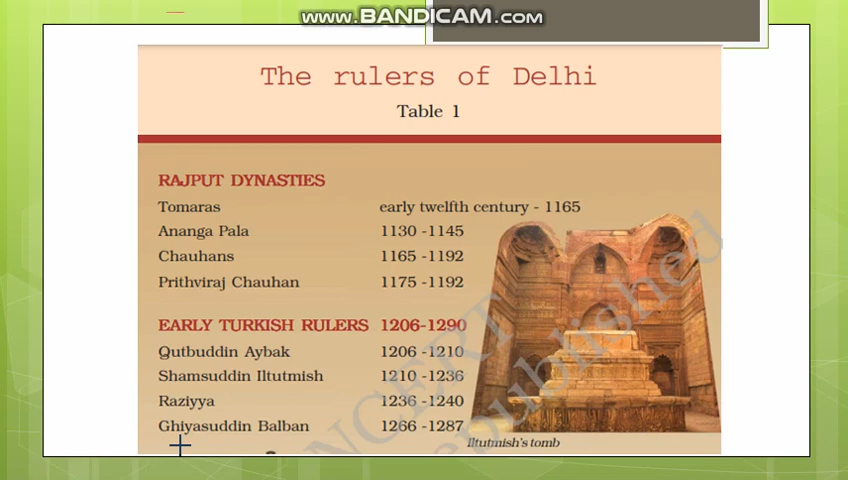 www.BANDICAM.com
The rulers of Delhi
Table 1
RAJPUT DYNASTIES
Tomaras early twelfth century - 1165
Ananga Pala 1130 -1145
Chauhans 1165 -1192
Prithviraj Chauhan 1175 -1192
EARLY TURKISH RULERS 1206-1290
Qutbuddin Aybak 1206 -1210
Shamsuddin Iltutmish 1210 -1236
Raziyya 1236 -1240
Ghiyasuddin Balban 1266 -1287
Iltutmish's tomb
NCERT
republished